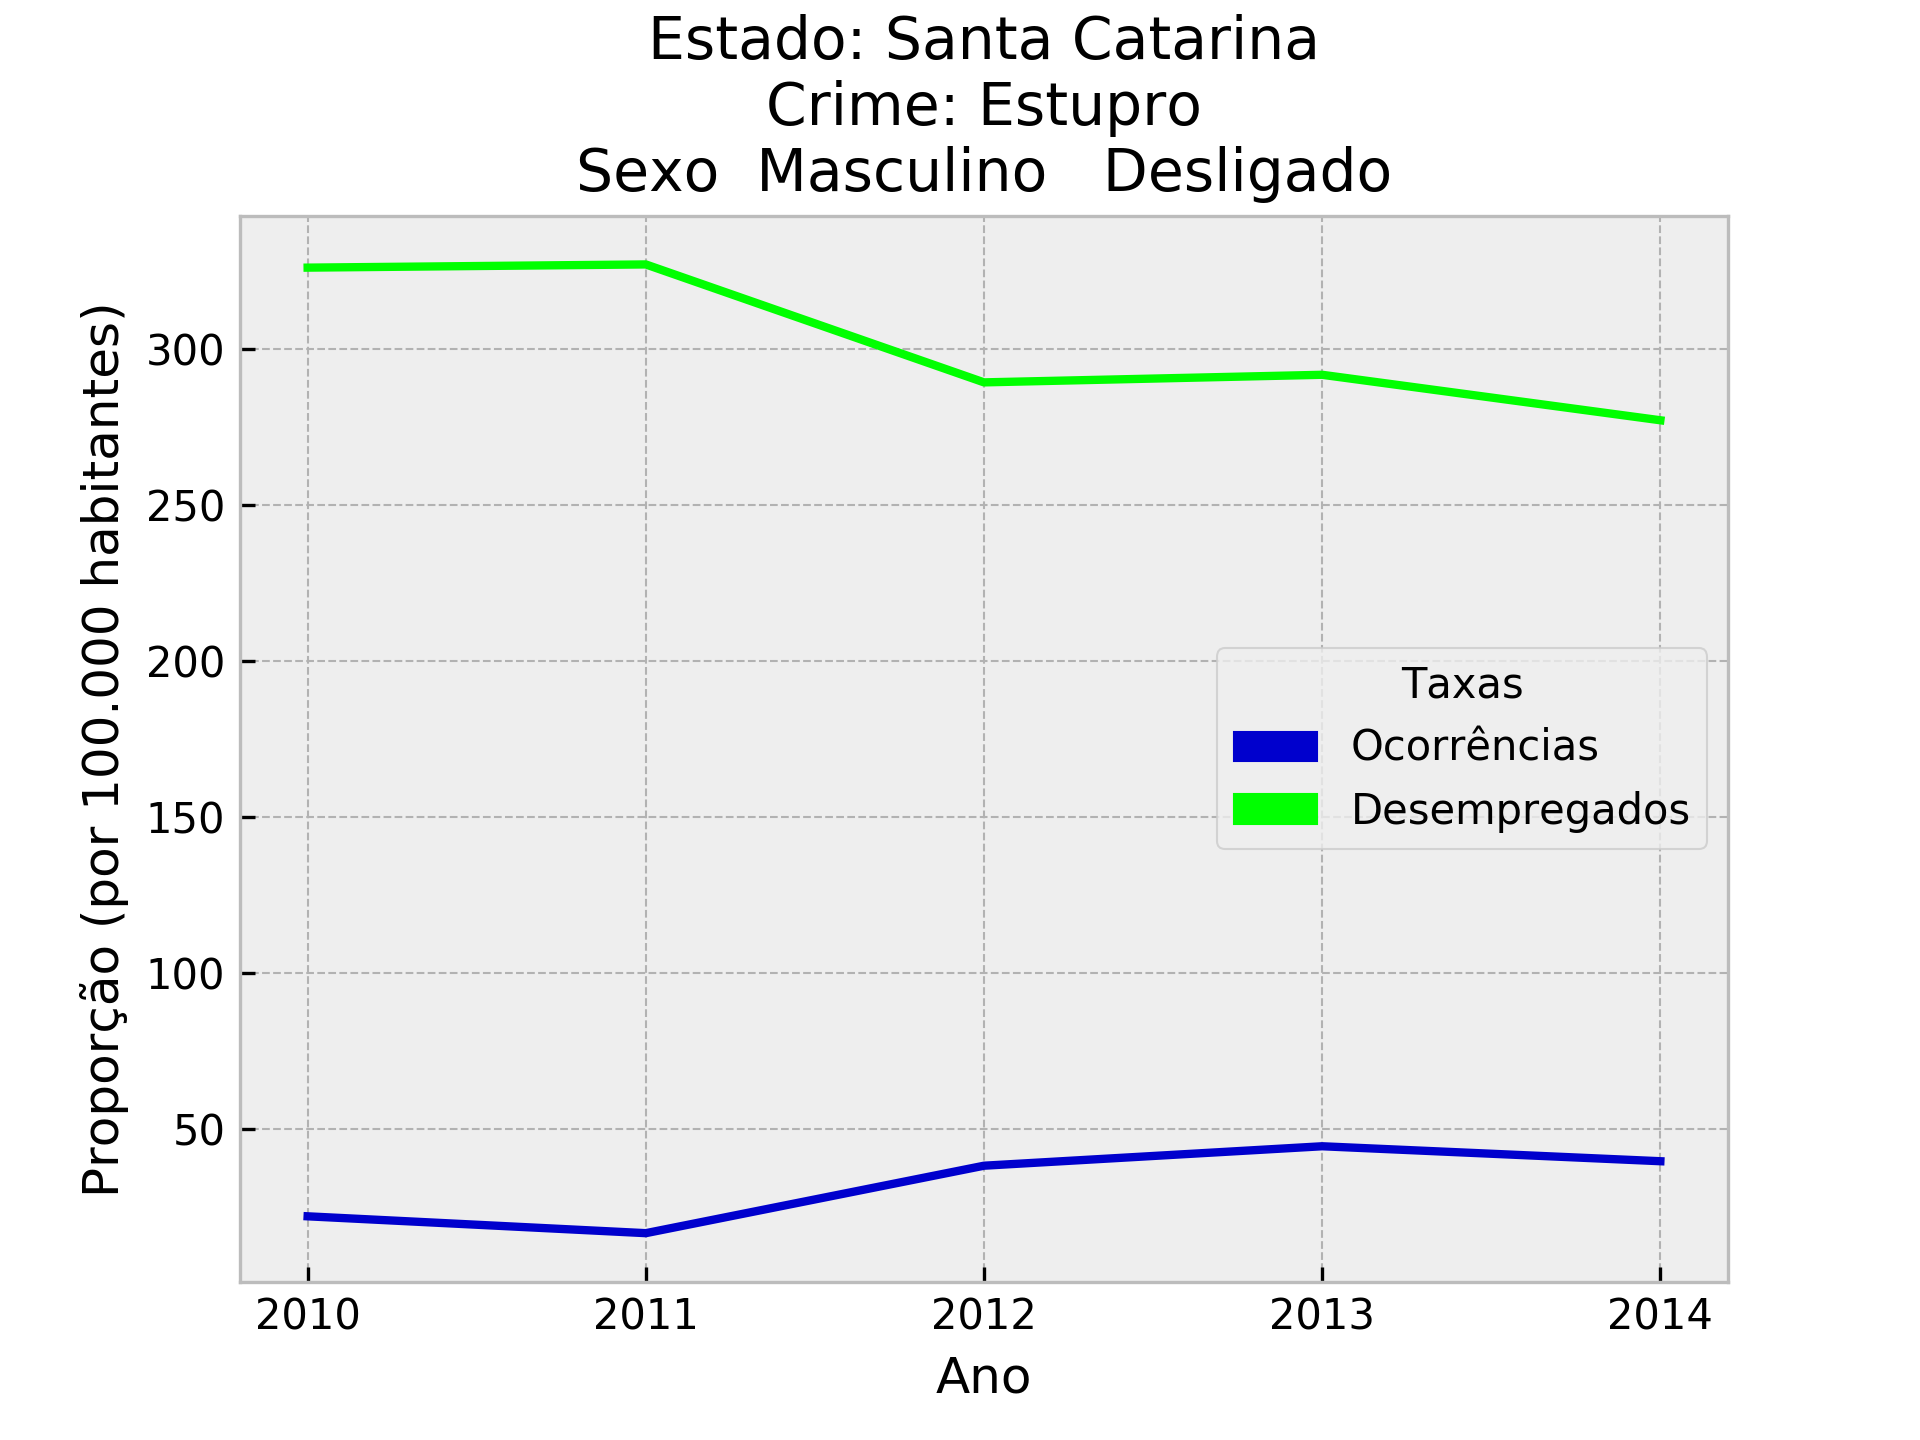 Estado: Santa Catarina
Crime: Estupro
Sexo  Masculino   Desligado
Proporção (por 100.000 habitantes)
300
250
200
150
100
50
Taxas
Ocorrências
Desempregados
2010 2011 2012 2013 2014
Ano